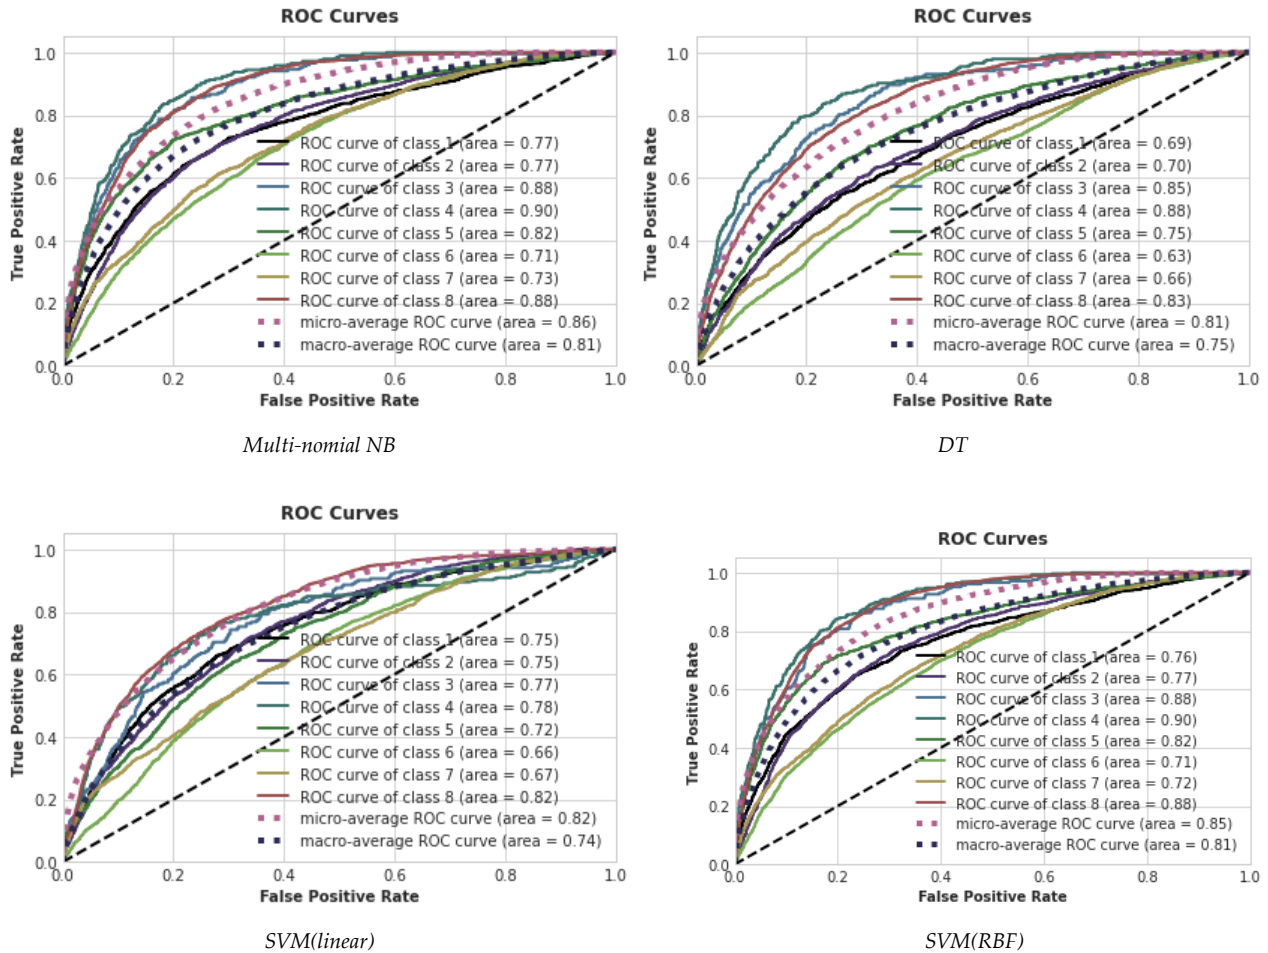 ROC Curves
1.0
0.8
0.6
0.4
0.2
0.0
True Positive Rate
ROC curve of class 1 (area = 0.77)
ROC curve of class 2 (area = 0.77)
ROC curve of class 3 (area = 0.88)
ROC curve of class 4 (area = 0.90)
ROC curve of class 5 (area = 0.82)
ROC curve of class 6 (area = 0.71)
ROC curve of class 7 (area = 0.73)
ROC curve of class 8 (area = 0.88)
micro-average ROC curve (area = 0.86)
macro-average ROC curve (area = 0.81)
0.0 0.2 0.4 0.6 0.8 1.0
False Positive Rate
Multi-nomial NB
ROC Curves
1.0
0.8
0.6
0.4
0.2
0.0
True Positive Rate
ROC curve of class 1 (area = 0.69)
ROC curve of class 2 (area = 0.70)
ROC curve of class 3 (area = 0.85)
ROC curve of class 4 (area = 0.88)
ROC curve of class 5 (area = 0.75)
ROC curve of class 6 (area = 0.63)
ROC curve of class 7 (area = 0.66)
ROC curve of class 8 (area = 0.83)
micro-average ROC curve (area = 0.81)
macro-average ROC curve (area = 0.75)
0.0 0.2 0.4 0.6 0.8 1.0
False Positive Rate
DT
ROC Curves
1.0
0.8
0.6
0.4
0.2
0.0
True Positive Rate
ROC curve of class 1 (area = 0.75)
ROC curve of class 2 (area = 0.75)
ROC curve of class 3 (area = 0.77)
ROC curve of class 4 (area = 0.78)
ROC curve of class 5 (area = 0.72)
ROC curve of class 6 (area = 0.66)
ROC curve of class 7 (area = 0.67)
ROC curve of class 8 (area = 0.82)
micro-average ROC curve (area = 0.82)
macro-average ROC curve (area = 0.74)
0.0 0.2 0.4 0.6 0.8 1.0
False Positive Rate
SVM(linear)
ROC Curves
1.0
0.8
0.6
0.4
0.2
0.0
True Positive Rate
ROC curve of class 1 (area = 0.76)
ROC curve of class 2 (area = 0.77)
ROC curve of class 3 (area = 0.88)
ROC curve of class 4 (area = 0.90)
ROC curve of class 5 (area = 0.82)
ROC curve of class 6 (area = 0.71)
ROC curve of class 7 (area = 0.72)
ROC curve of class 8 (area = 0.88)
micro-average ROC curve (area = 0.85)
macro-average ROC curve (area = 0.81)
0.0 0.2 0.4 0.6 0.8 1.0
False Positive Rate
SVM(RBF)